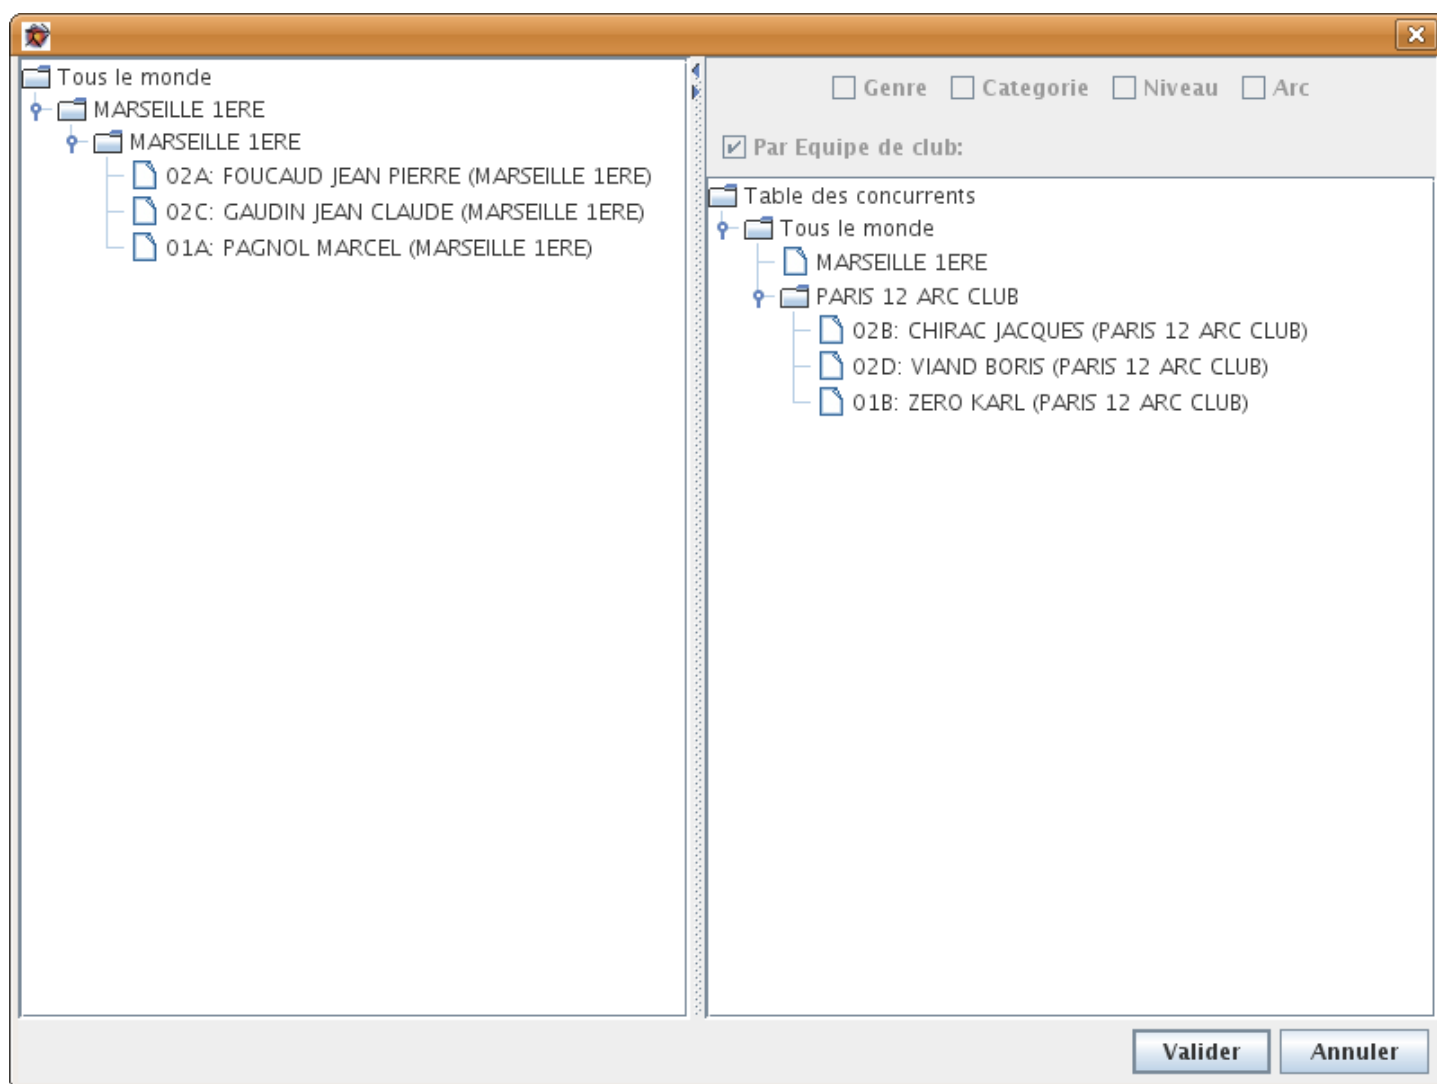 Tous le monde
MARSEILLE 1ERE
MARSEILLE 1ERE
02A: FOUCAUD JEAN PIERRE (MARSEILLE 1ERE)
02C: GAUDIN JEAN CLAUDE (MARSEILLE 1ERE)
01A: PAGNOL MARCEL (MARSEILLE 1ERE)
Genre Categorie Niveau Arc
Par Equipe de club:
Table des concurrents
Tous le monde
MARSEILLE 1ERE
PARIS 12 ARC CLUB
02B: CHIRAC JACQUES (PARIS 12 ARC CLUB)
02D: VIAND BORIS (PARIS 12 ARC CLUB)
01B: ZERO KARL (PARIS 12 ARC CLUB)
Valider Annuler